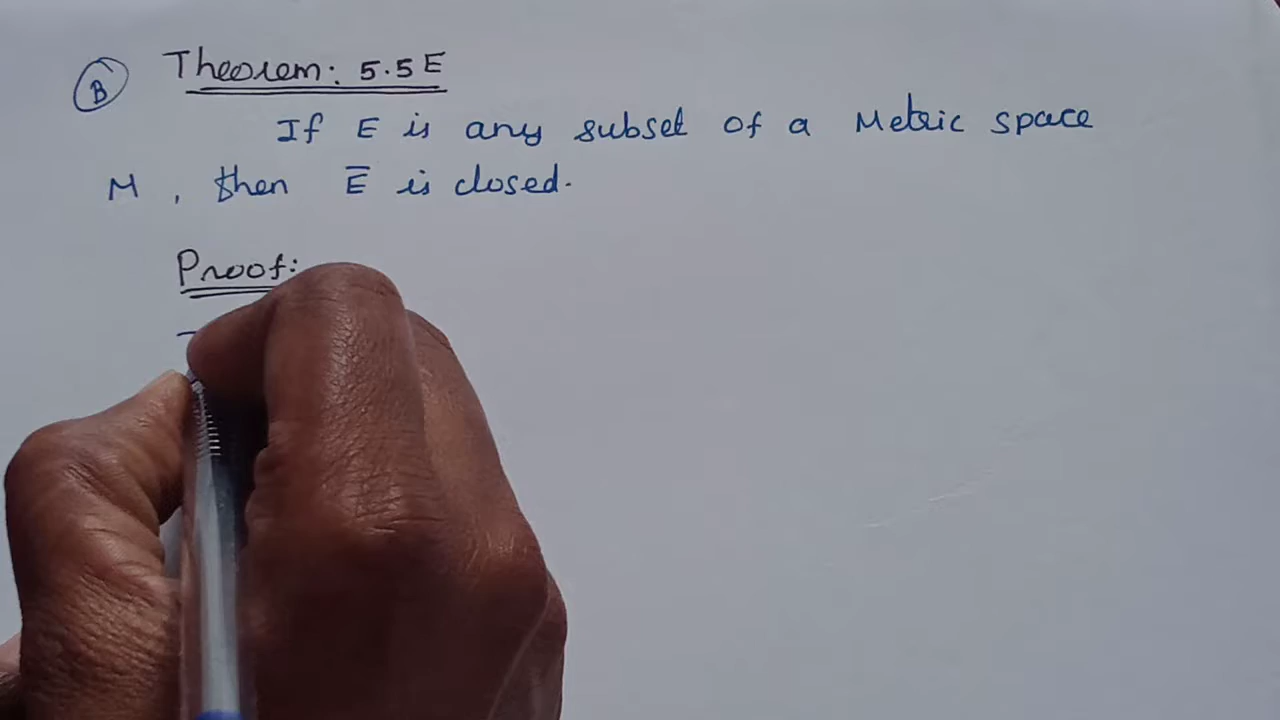 B Theorem: 5.5 E
If E is any subset of a Metric space
M, then E̅ is closed.
Proof: